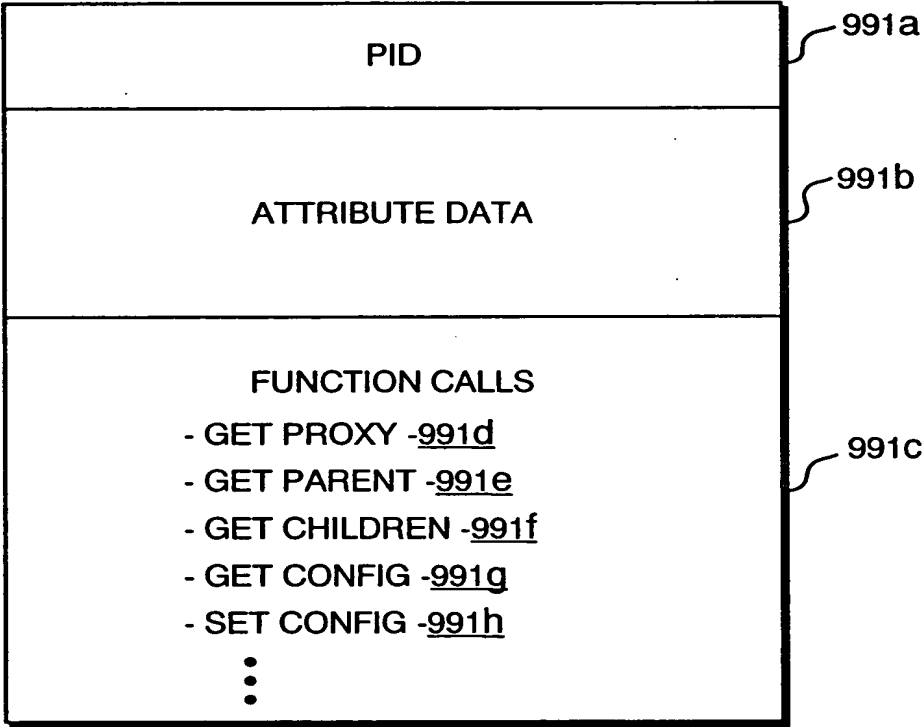 PID
991a
ATTRIBUTE DATA
991b
FUNCTION CALLS
- GET PROXY -991d
- GET PARENT -991e
- GET CHILDREN -991f
- GET CONFIG -991g
- SET CONFIG -991h
991c